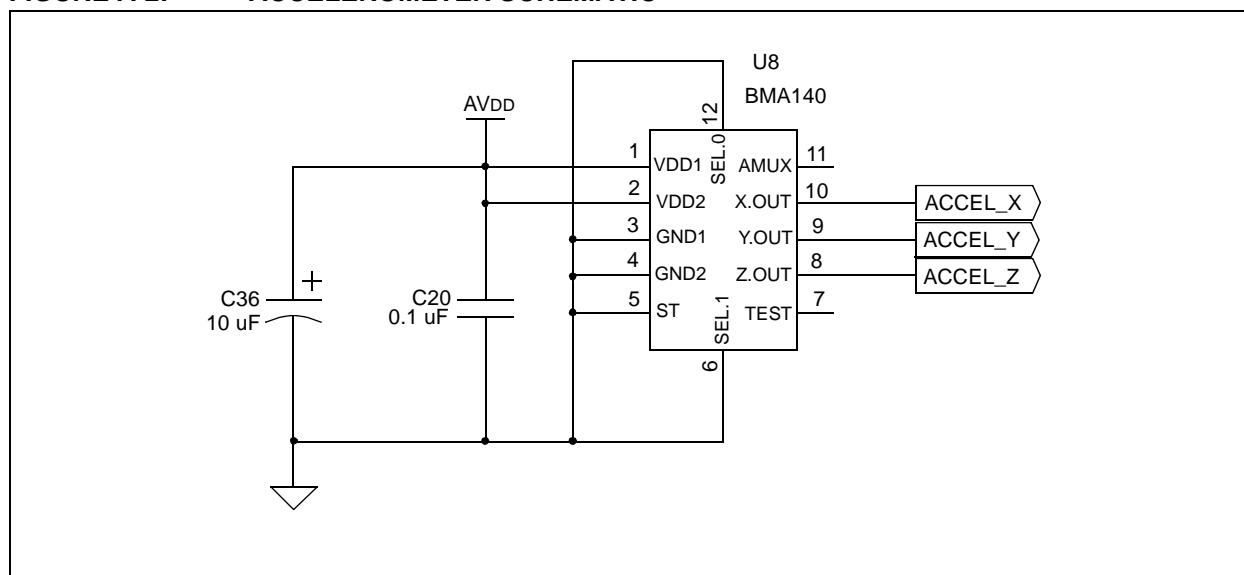 U8
BMA140
AVDD
12
1
VDD1
SEL.0
AMUX
11
2
VDD2
X.OUT
10
ACCEL_X
3
GND1
Y.OUT
9
ACCEL_Y
4
GND2
Z.OUT
8
ACCEL_Z
5
ST
SEL.1
TEST
7
+
C36
10 uF
C20
0.1 uF
6